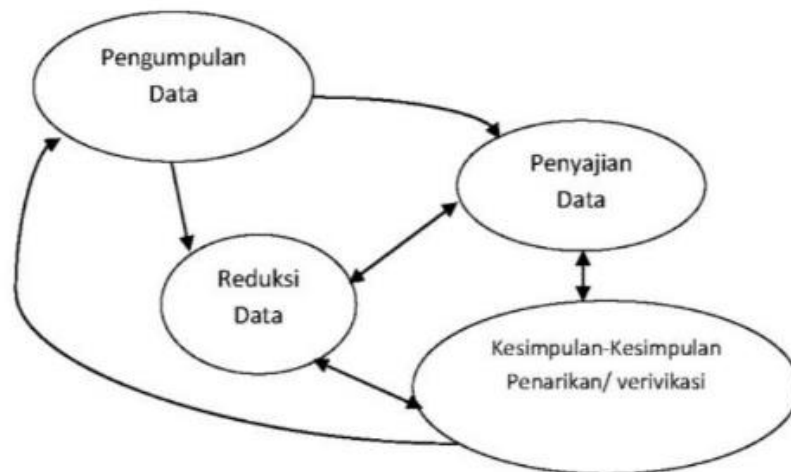 Pengumpulan
Data
Penyajian
Data
Reduksi
Data
Kesimpulan-Kesimpulan
Penarikan/ verivikasi